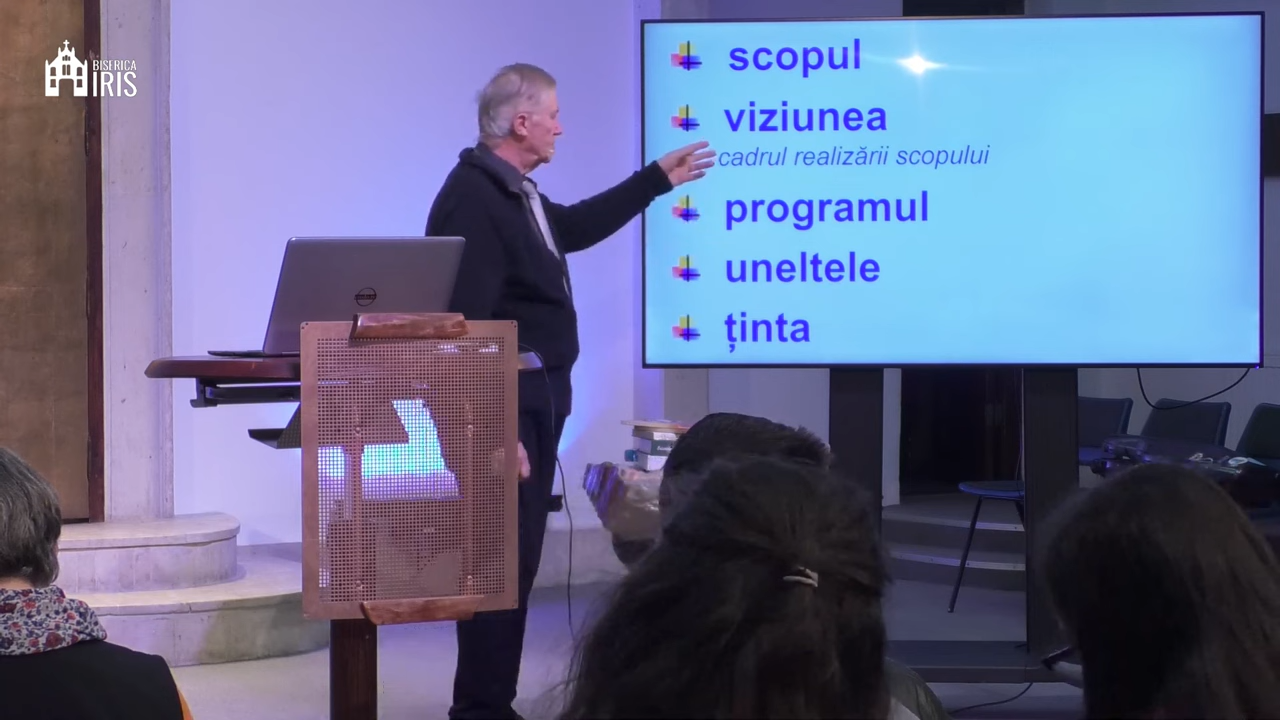 BISERICA
IRIS
scopul
viziunea
cadrul realizării scopului
programul
uneltele
ținta